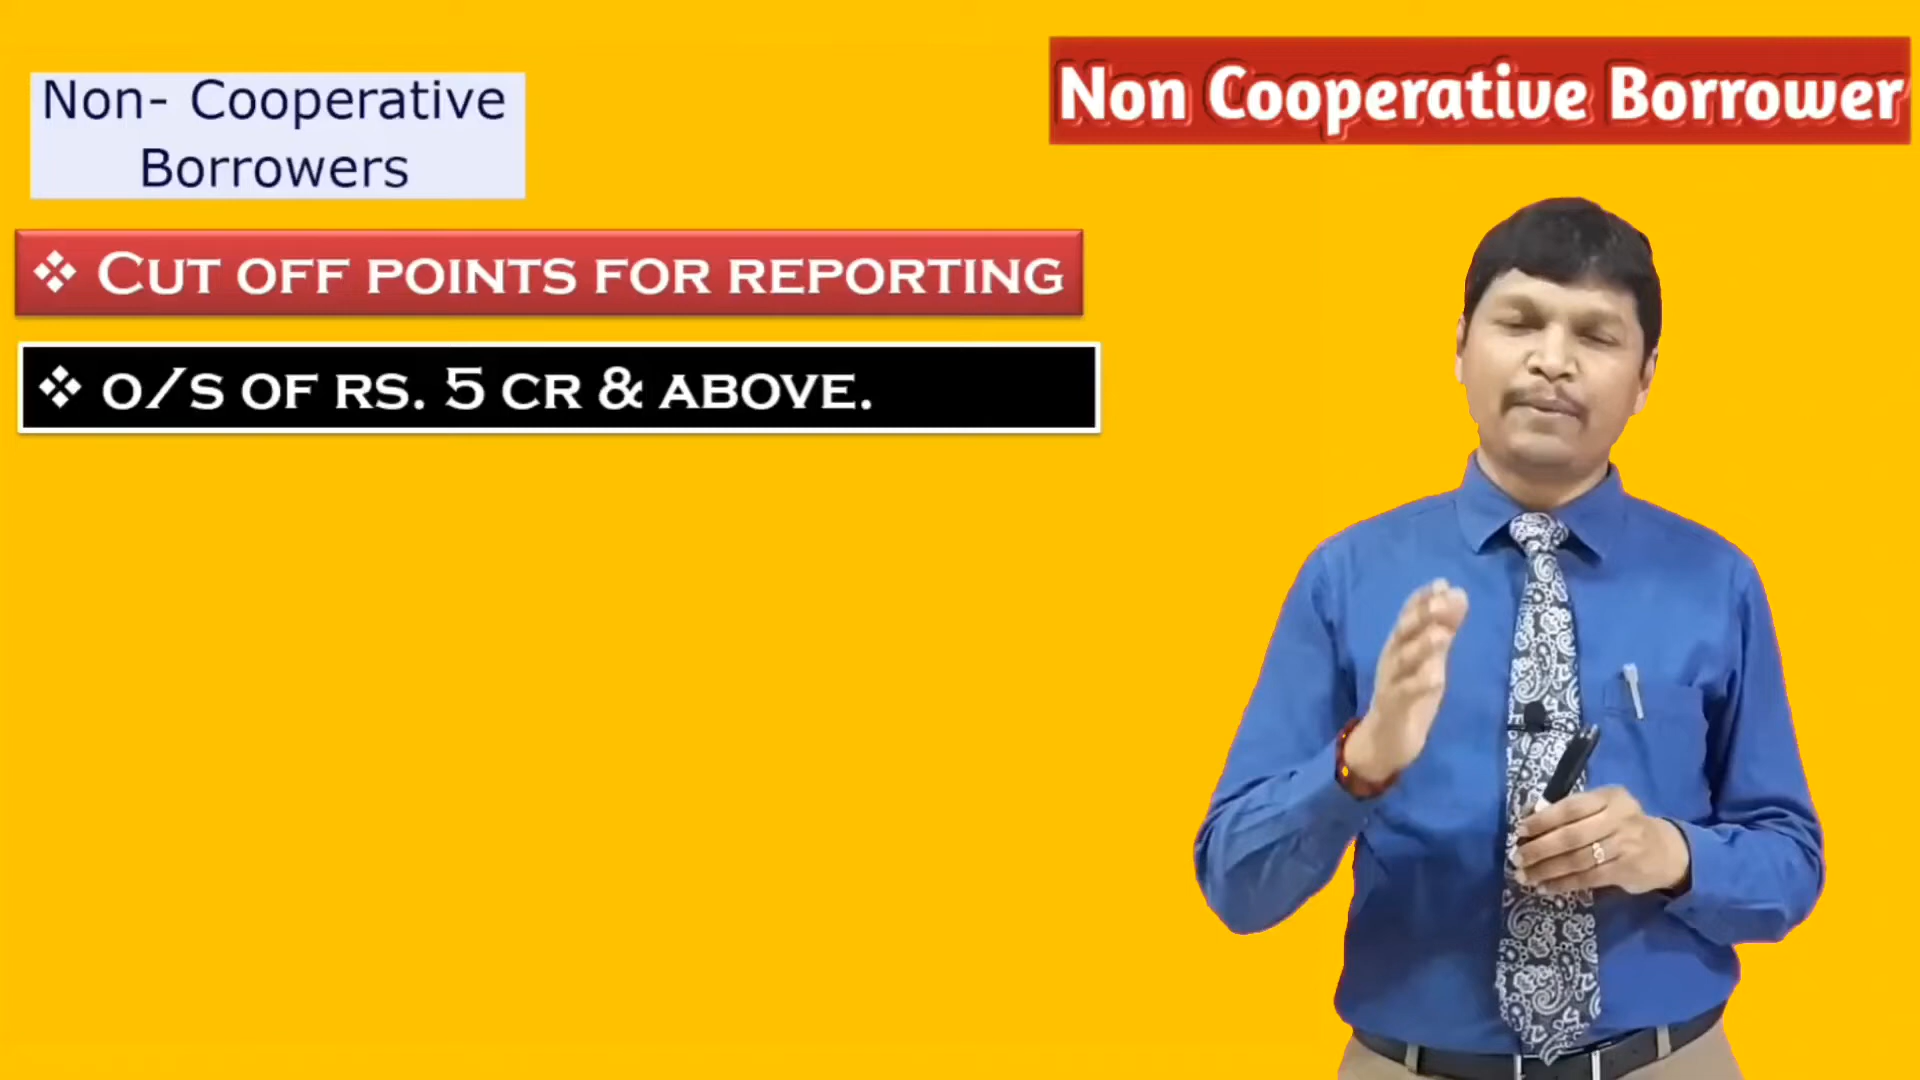 Non- Cooperative
Borrowers
Non Cooperative Borrower
❖ CUT OFF POINTS FOR REPORTING
❖ O/S OF RS. 5 CR & ABOVE.